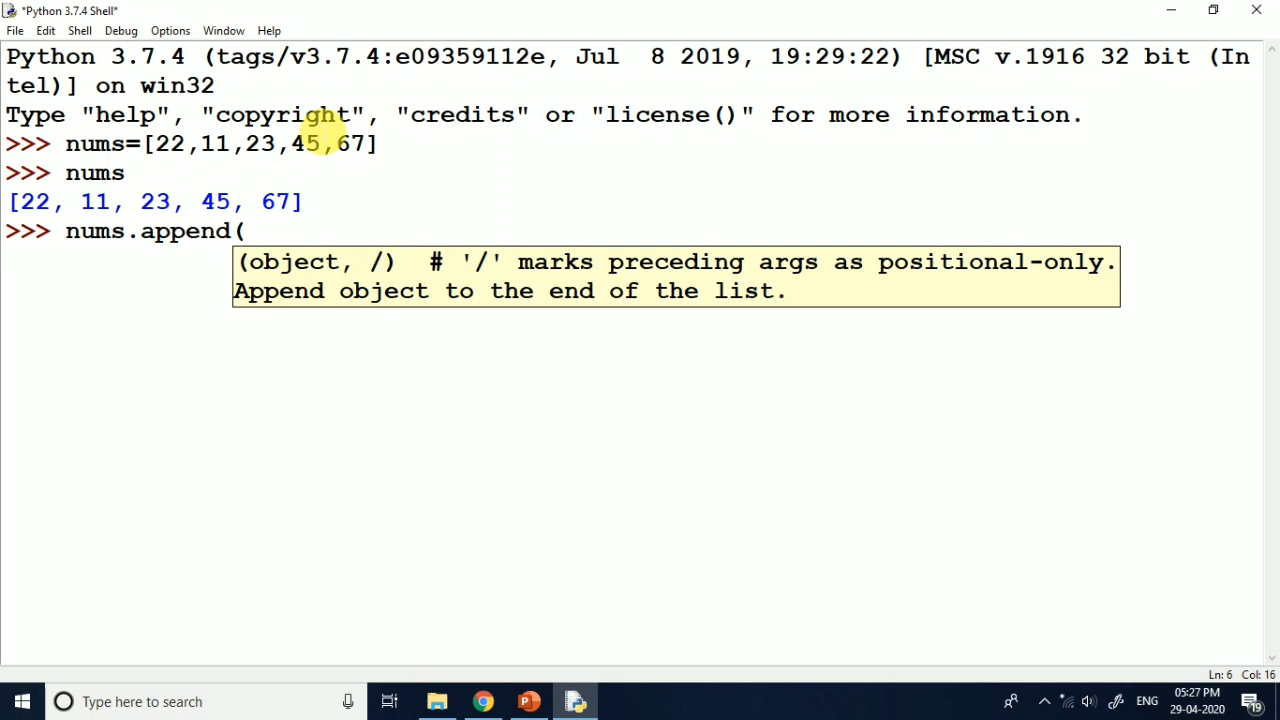 *Python 3.7.4 Shell*
File Edit Shell Debug Options Window Help
Python 3.7.4 (tags/v3.7.4:e09359112e, Jul  8 2019, 19:29:22) [MSC v.1916 32 bit (In
tel)] on win32
Type "help", "copyright", "credits" or "license()" for more information.
>>> nums=[22,11,23,45,67]
>>> nums
[22, 11, 23, 45, 67]
>>> nums.append(
(object, /)  # '/' marks preceding args as positional-only.
Append object to the end of the list.
Ln: 6 Col: 16
Type here to search
ENG
05:27 PM
29-04-2020
19